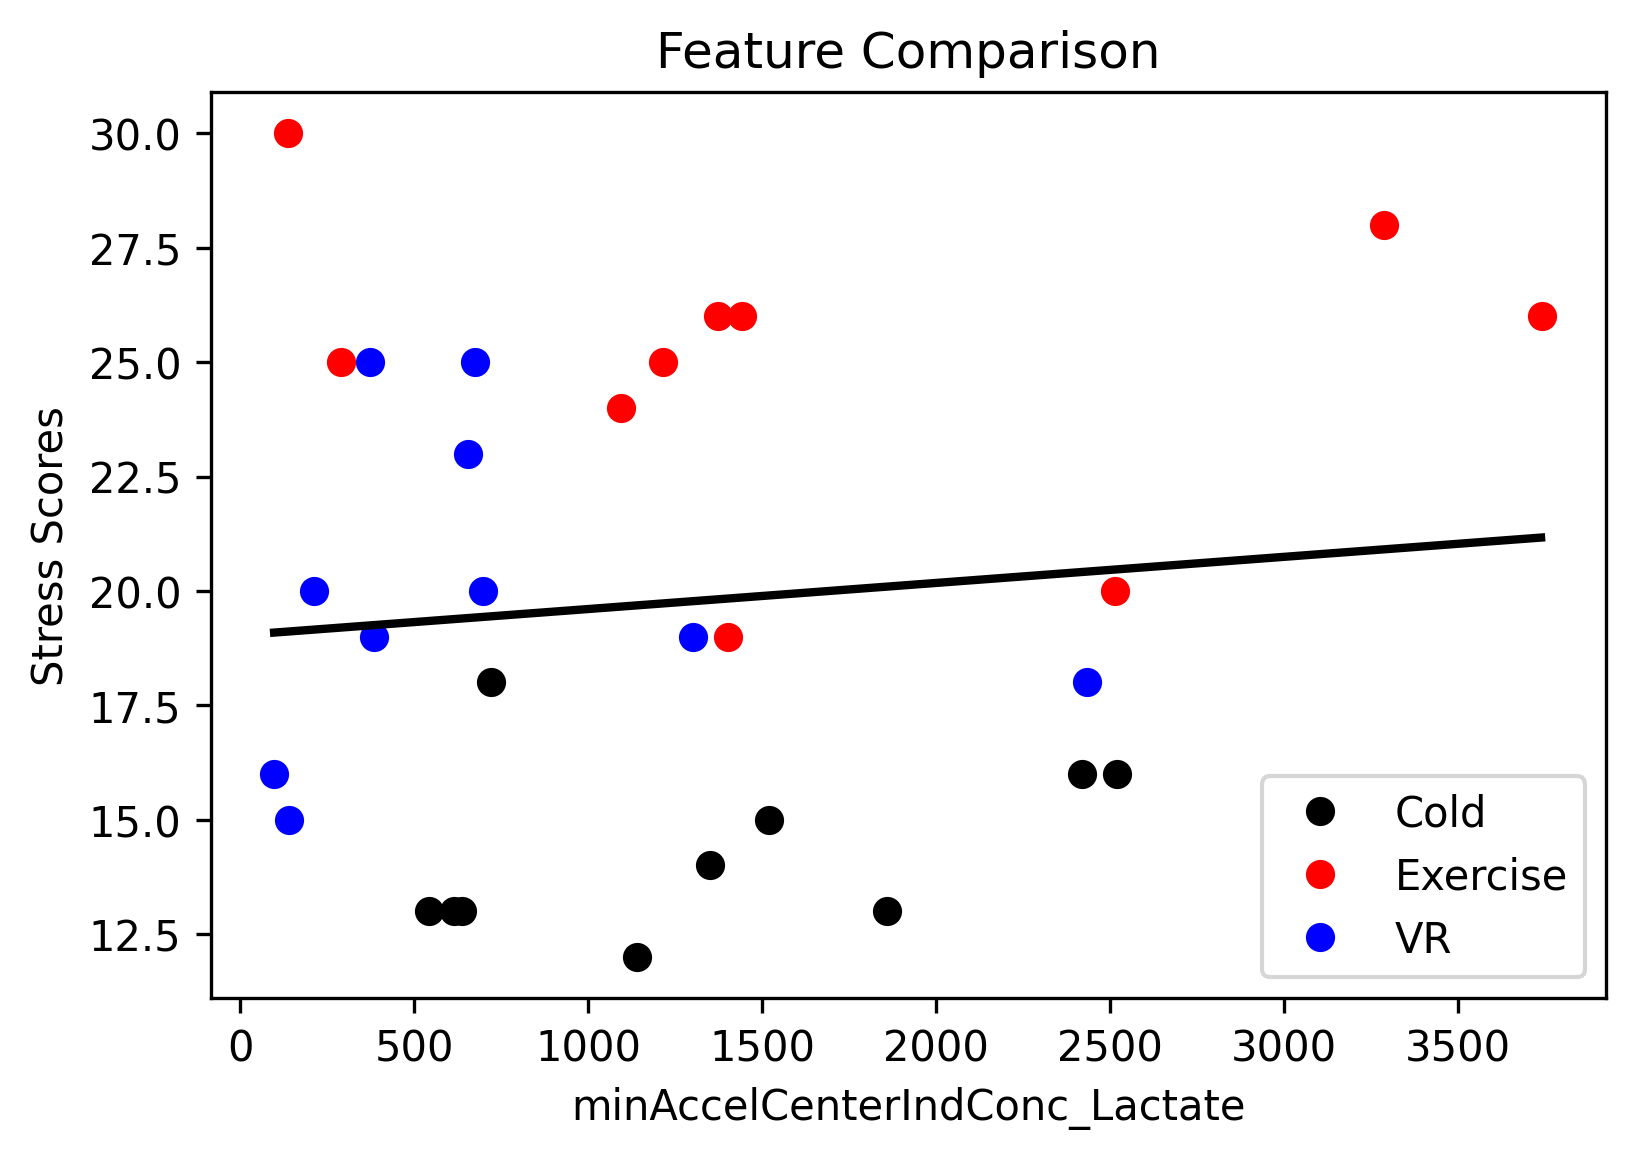 Feature Comparison
30.0
27.5
25.0
22.5
20.0
17.5
15.0
12.5
Stress Scores
Cold
Exercise
VR
0 500 1000 1500 2000 2500 3000 3500
minAccelCenterIndConc_Lactate